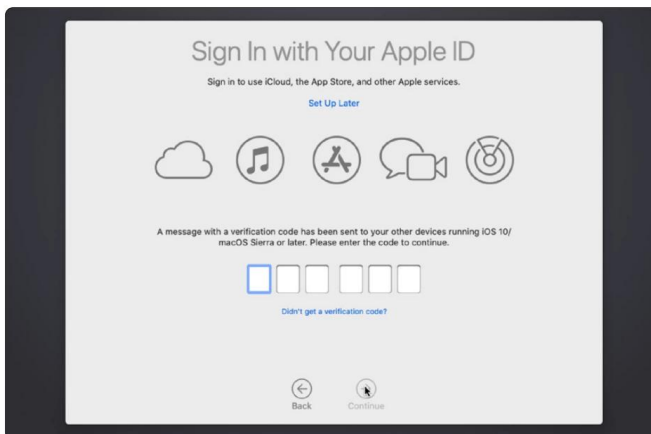 Sign In with Your Apple ID
Sign in to use iCloud, the App Store, and other Apple services.
Set Up Later
A message with a verification code has been sent to your other devices running iOS 10/
macOS Sierra or later. Please enter the code to continue.
Didn't get a verification code?
Back Continue